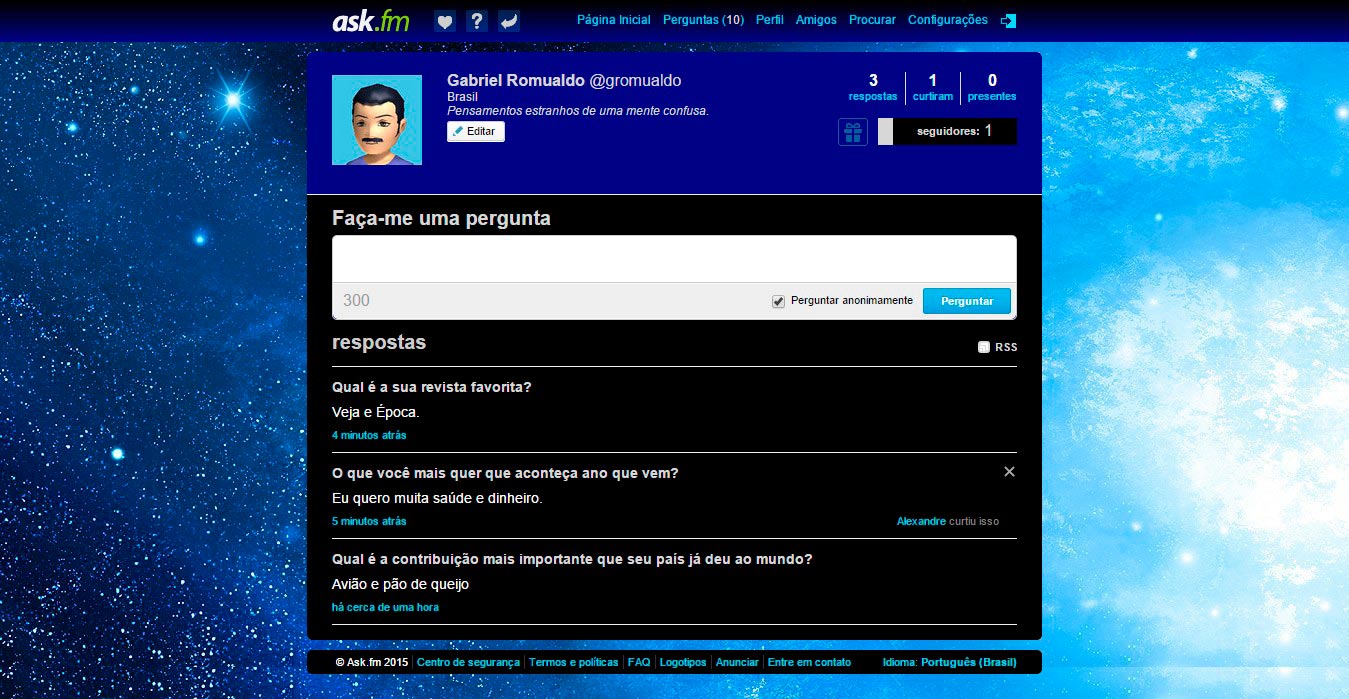 ask.fm ? Página Inicial Perguntas (10) Perfil Amigos Procurar Configurações
Gabriel Romualdo @gromualdo
Brasil
Pensamentos estranhos de uma mente confusa.
Editar
3 1 0
respostas curtiram presentes
seguidores: 1
Faça-me uma pergunta
300 Perguntar anonimamente Perguntar
respostas RSS
Qual é a sua revista favorita?
Veja e Época.
4 minutos atrás
O que você mais quer que aconteça ano que vem?
Eu quero muita saúde e dinheiro.
5 minutos atrás Alexandre curtiu isso
Qual é a contribuição mais importante que seu país já deu ao mundo?
Avião e pão de queijo
há cerca de uma hora
© Ask.fm 2015 Centro de segurança Termos e políticas FAQ Logotipos Anunciar Entre em contato Idioma: Português (Brasil)